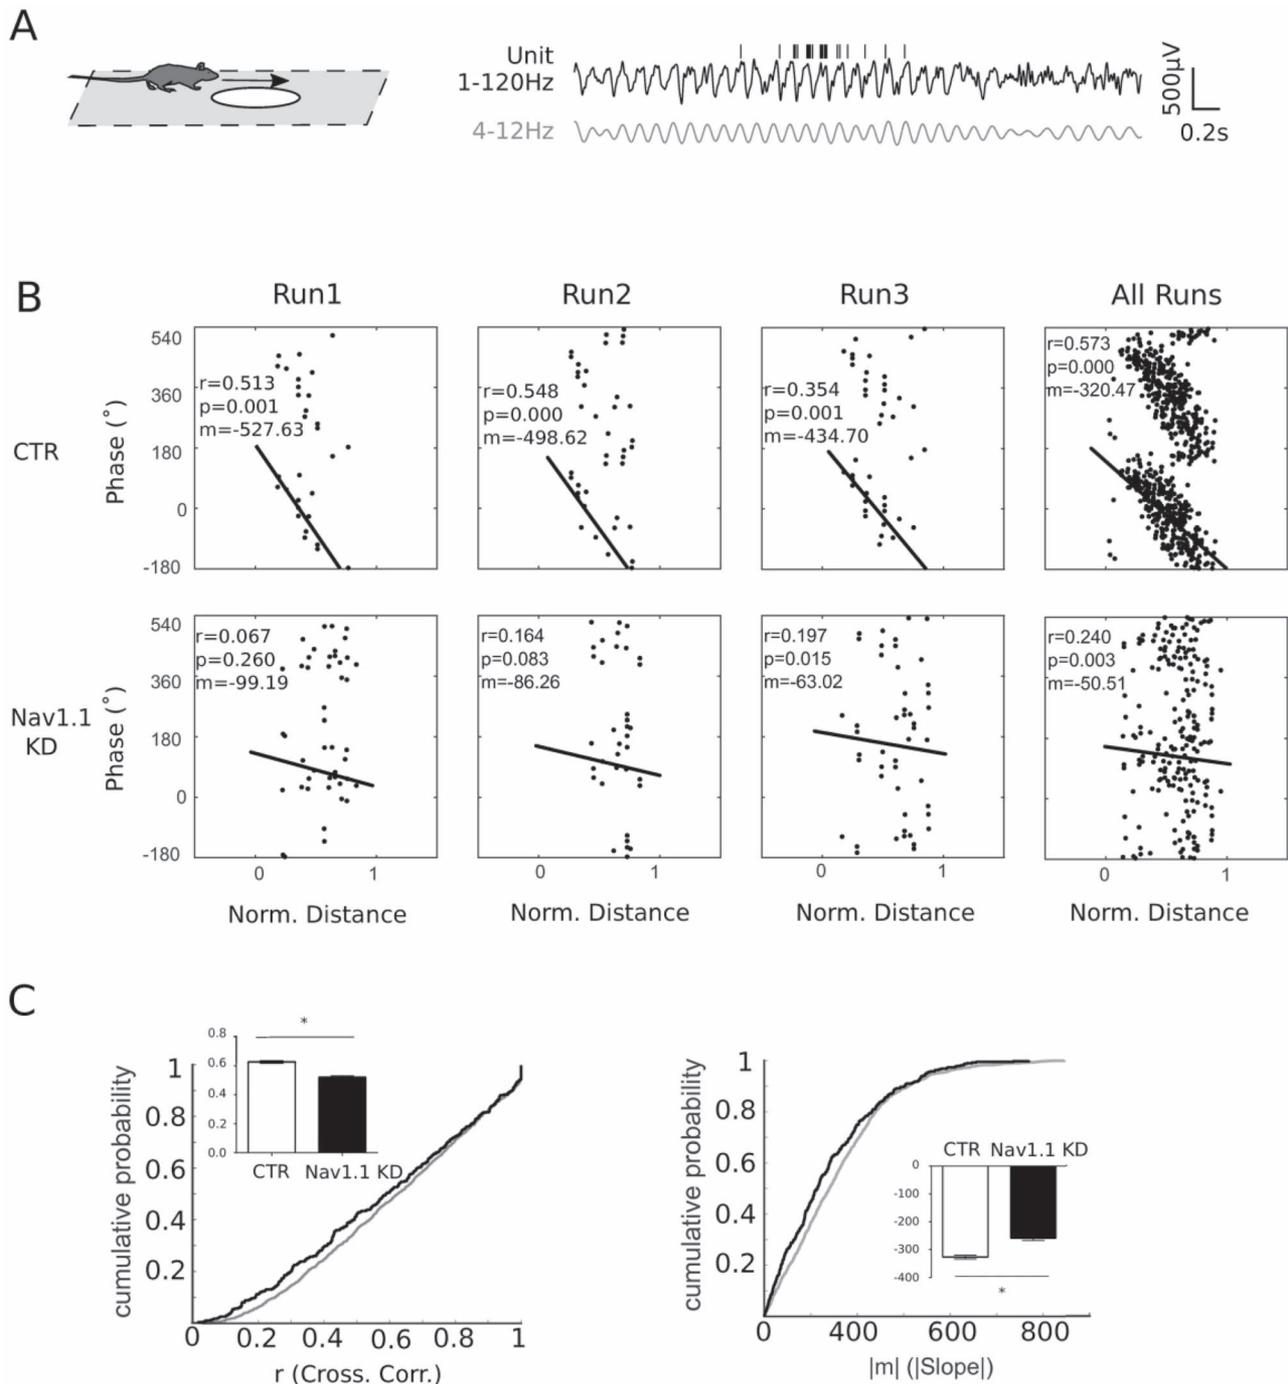 A
Unit
1-120Hz
4-12Hz
500µV
0.2s
B
Run1 Run2 Run3 All Runs
CTR
Phase (°)
540
360
180
0
-180
r=0.513
p=0.001
m=-527.63
r=0.548
p=0.000
m=-498.62
r=0.354
p=0.001
m=-434.70
r=0.573
p=0.000
m=-320.47
Nav1.1
KD
Phase (°)
540
360
180
0
-180
r=0.067
p=0.260
m=-99.19
r=0.164
p=0.083
m=-86.26
r=0.197
p=0.015
m=-63.02
r=0.240
p=0.003
m=-50.51
0 1 0 1 0 1 0 1
Norm. Distance Norm. Distance Norm. Distance Norm. Distance
C
cumulative probability
1
0.8
0.6
0.4
0.2
0 0.2 0.4 0.6 0.8 1
r (Cross. Corr.)
*
0.8
0.6
0.4
0.2
0.0
CTR Nav1.1 KD
cumulative probability
1
0.8
0.6
0.4
0.2
0 400 600 800
|m| (|Slope|)
CTR Nav1.1 KD
0
-100
-200
-300
-400
*